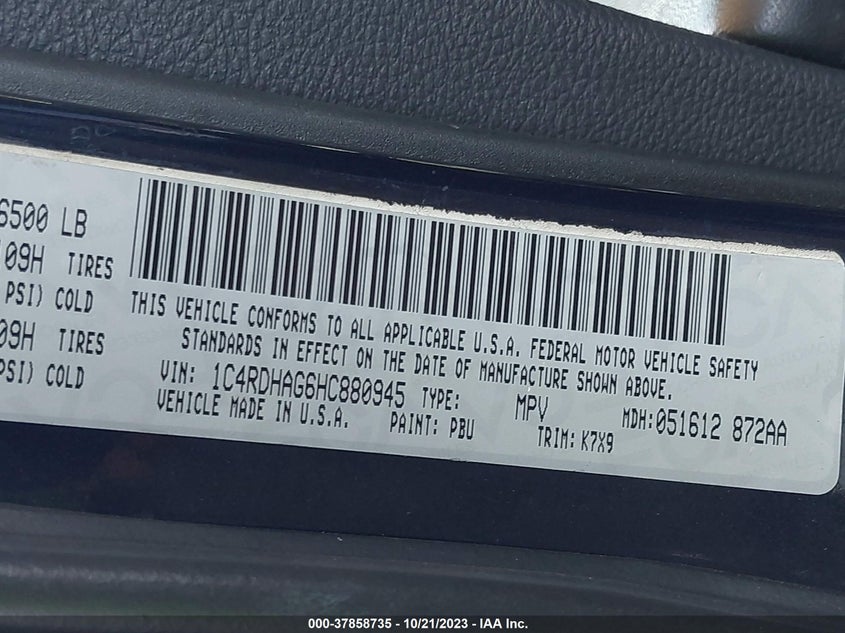 6500 LB
109H TIRES
PSI) COLD
09H TIRES
PSI) COLD
THIS VEHICLE CONFORMS TO ALL APPLICABLE U.S.A. FEDERAL MOTOR VEHICLE SAFETY
STANDARDS IN EFFECT ON THE DATE OF MANUFACTURE SHOWN ABOVE.
VIN: 1C4RDHAG6HC880945 TYPE: MPV MDH:051612 872AA
VEHICLE MADE IN U.S.A. PAINT: PBU TRIM: K7X9
000-37858735 - 10/21/2023 - IAA Inc.